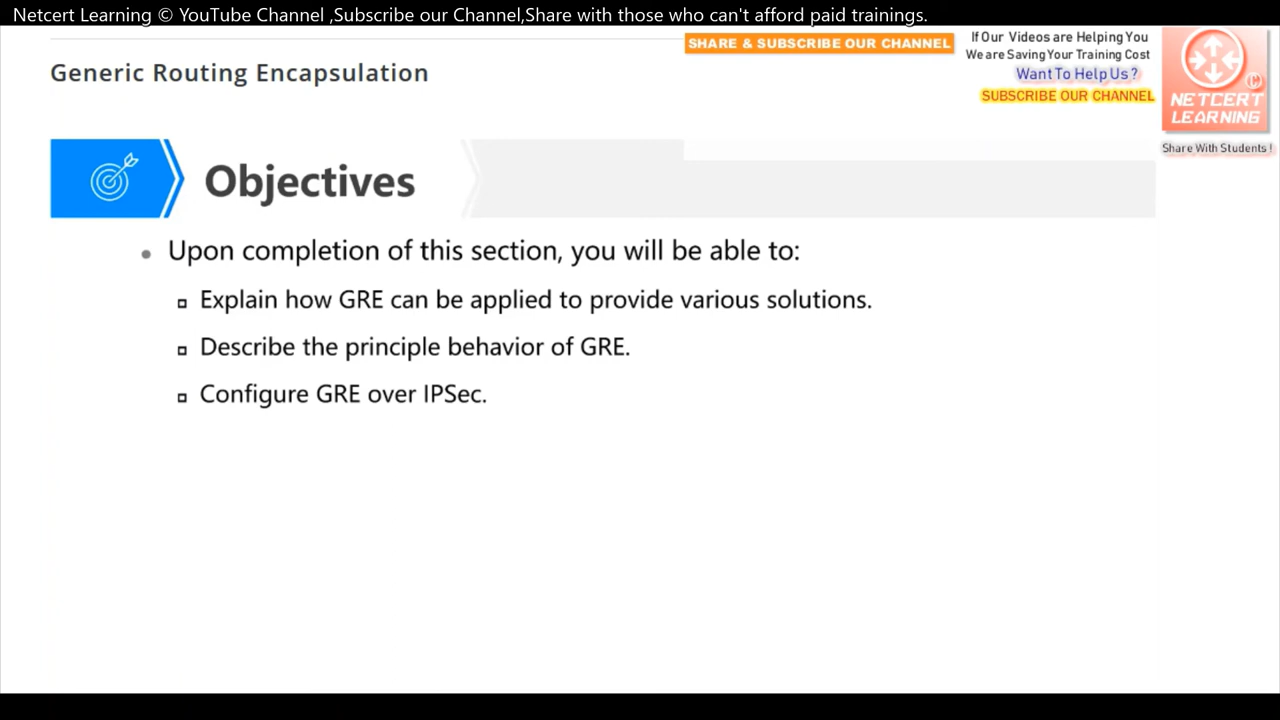 Netcert Learning © YouTube Channel ,Subscribe our Channel,Share with those who can't afford paid trainings.
SHARE & SUBSCRIBE OUR CHANNEL
If Our Videos are Helping You
We are Saving Your Training Cost
Want To Help Us ?
SUBSCRIBE OUR CHANNEL
©
NETCERT
LEARNING
Share With Students !
Generic Routing Encapsulation
Objectives
Upon completion of this section, you will be able to:
Explain how GRE can be applied to provide various solutions.
Describe the principle behavior of GRE.
Configure GRE over IPSec.